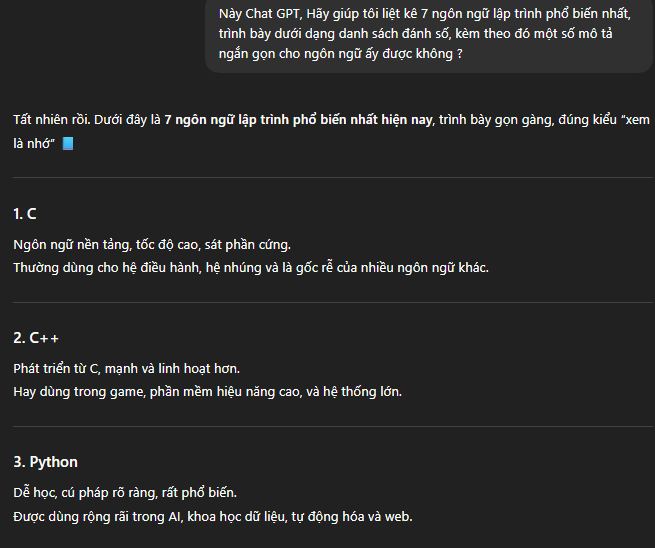 Này Chat GPT, Hãy giúp tôi liệt kê 7 ngôn ngữ lập trình phổ biến nhất,
trình bày dưới dạng danh sách đánh số, kèm theo đó một số mô tả
ngắn gọn cho ngôn ngữ ấy được không ?
Tất nhiên rồi. Dưới đây là 7 ngôn ngữ lập trình phổ biến nhất hiện nay, trình bày gọn gàng, đúng kiểu “xem
là nhớ” 📘
1. C
Ngôn ngữ nền tảng, tốc độ cao, sát phần cứng.
Thường dùng cho hệ điều hành, hệ nhúng và là gốc rễ của nhiều ngôn ngữ khác.
2. C++
Phát triển từ C, mạnh và linh hoạt hơn.
Hay dùng trong game, phần mềm hiệu năng cao, và hệ thống lớn.
3. Python
Dễ học, cú pháp rõ ràng, rất phổ biến.
Được dùng rộng rãi trong AI, khoa học dữ liệu, tự động hóa và web.